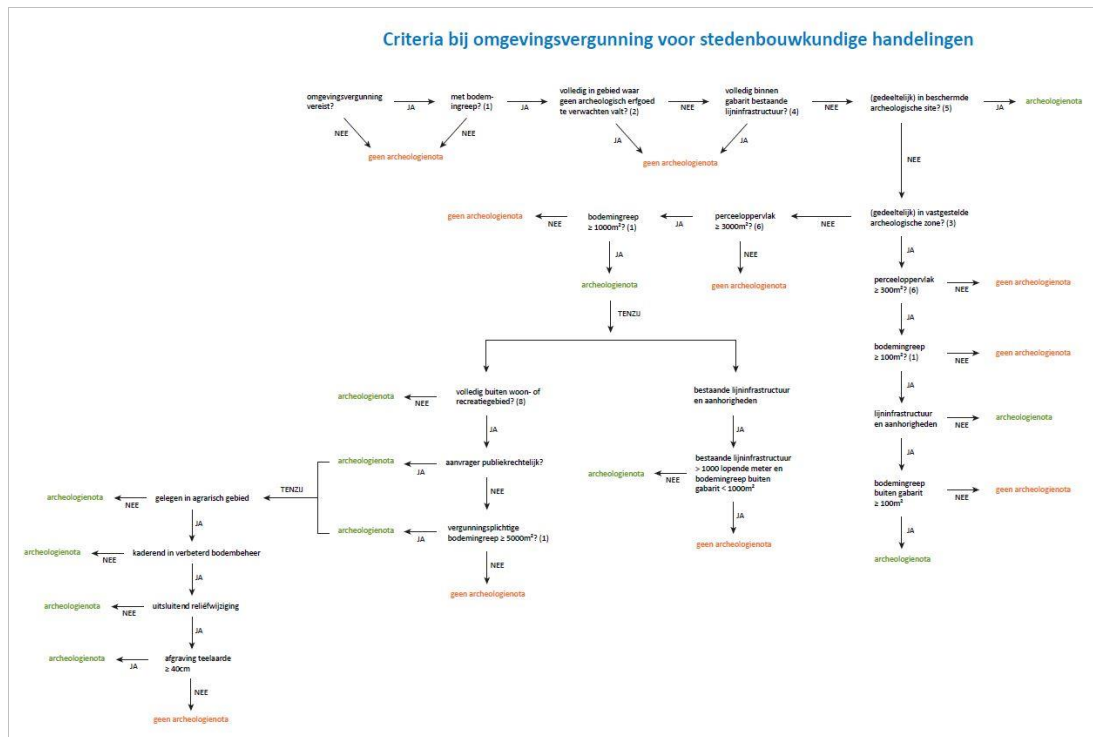 Criteria bij omgevingsvergunning voor stedenbouwkundige handelingen
omgevingsvergunning
vereist?
JA
met bodem-
ingreep? (1)
JA
volledig in gebied waar
geen archeologisch erfgoed
te verwachten valt? (2)
NEE
volledig binnen
gabarit bestaande
lijninfrastructuur? (4)
NEE
(gedeeltelijk) in beschermde
archeologische site? (5)
JA
archeologienota
NEE
NEE
JA
JA
geen archeologienota
geen archeologienota
NEE
geen archeologienota
NEE
bodemingreep
≥ 1000m²? (1)
JA
perceeloppervlak
≥ 3000m²? (6)
NEE
(gedeeltelijk) in vastgestelde
archeologische zone? (3)
JA
NEE
JA
archeologienota
geen archeologienota
perceeloppervlak
≥ 300m²? (6)
NEE
geen archeologienota
TENZIJ
JA
bodemingreep
≥ 100m²? (1)
NEE
geen archeologienota
archeologienota
NEE
volledig buiten woon- of
recreatiegebied? (8)
bestaande lijninfrastructuur
en aanhorigheden
JA
lijninfrastructuur
en aanhorigheden
NEE
archeologienota
JA
JA
JA
archeologienota
JA
aanvrager publiekrechtelijk?
archeologienota
NEE
bestaande lijninfrastructuur
> 1000 lopende meter en
bodemingreep buiten
gabarit < 1000m²
bodemingreep
buiten gabarit
≥ 100m²
NEE
geen archeologienota
archeologienota
NEE
gelegen in agrarisch gebied
TENZIJ
NEE
JA
JA
JA
archeologienota
JA
vergunningsplichtige
bodemingreep ≥ 5000m²? (1)
geen archeologienota
archeologienota
archeologienota
NEE
kaderend in verbeterd bodembeheer
NEE
JA
geen archeologienota
archeologienota
NEE
uitsluitend reliëfwijziging
JA
archeologienota
JA
afgraving teelaarde
≥ 40cm
NEE
geen archeologienota